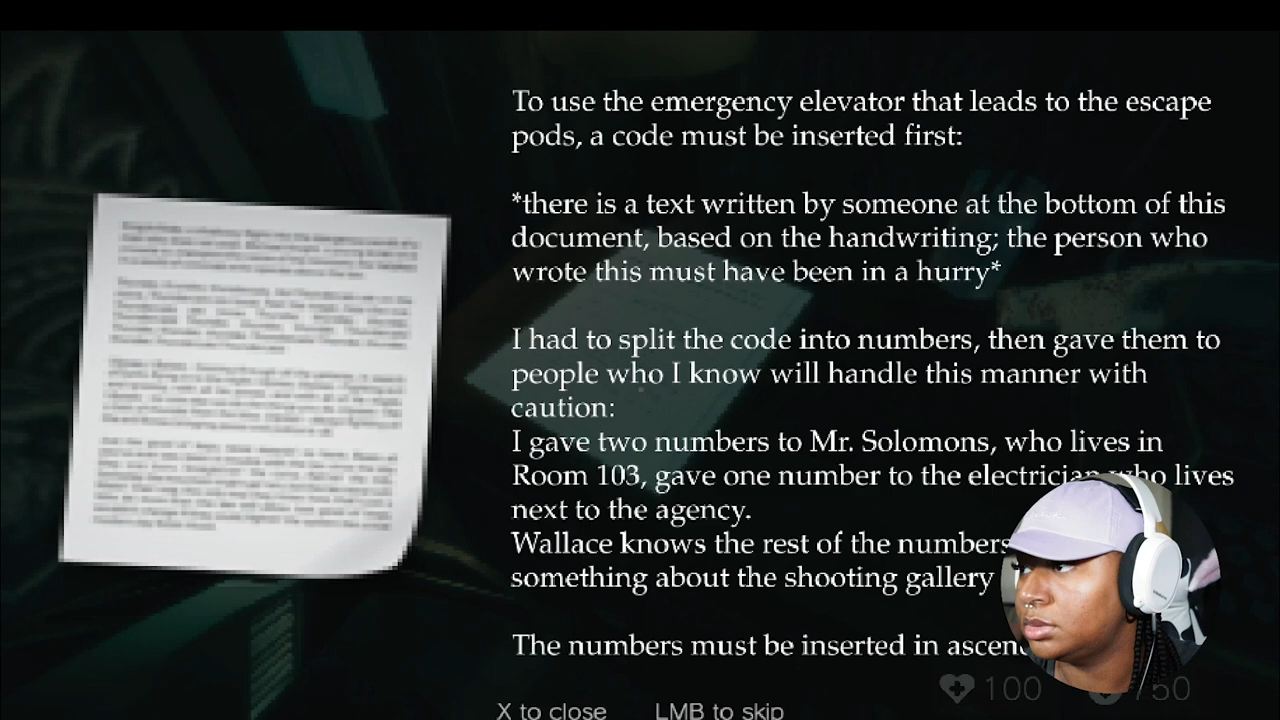 To use the emergency elevator that leads to the escape
pods, a code must be inserted first:
*there is a text written by someone at the bottom of this
document, based on the handwriting; the person who
wrote this must have been in a hurry*
I had to split the code into numbers, then gave them to
people who I know will handle this manner with
caution:
I gave two numbers to Mr. Solomons, who lives in
Room 103, gave one number to the electrician who lives
next to the agency.
Wallace knows the rest of the numbers
something about the shooting gallery
The numbers must be inserted in
100
X to close LMB to skip